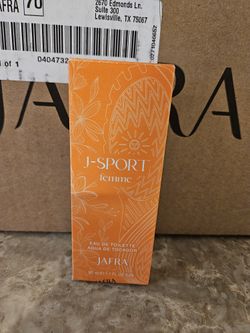 JAFRA
2670 Edmonds Ln.
Suite 300
Lewisville, TX 75067
of 1
0404732
JAFRA
J-SPORT
femme
EAU DE TOILETTE
AGUA DE TOCADOR
JAFRA